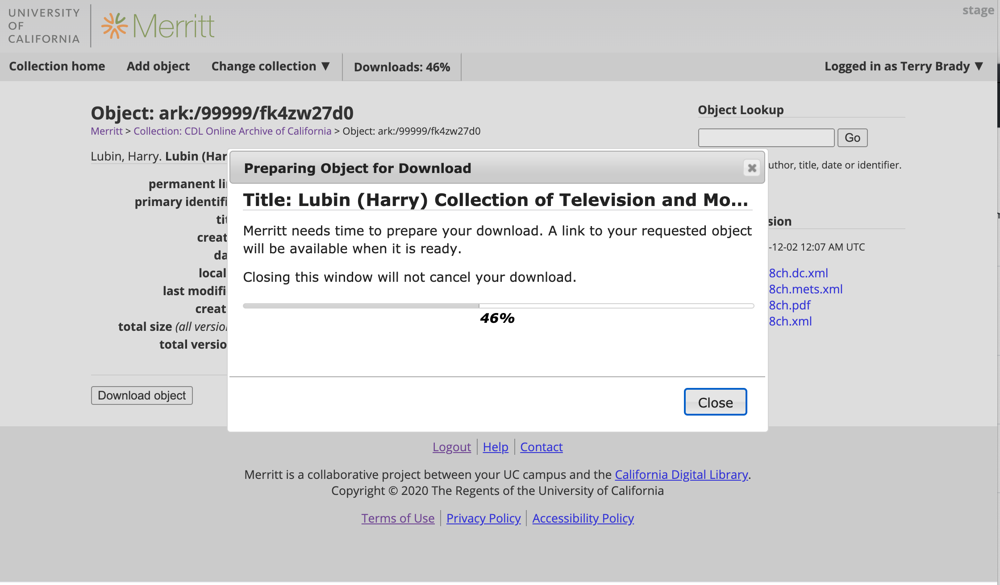 UNIVERSITY
OF
CALIFORNIA
Merritt
stage
Collection home
Add object
Change collection ▼
Downloads: 46%
Logged in as Terry Brady ▼
Object: ark:/99999/fk4zw27d0
Merritt > Collection: CDL Online Archive of California > Object: ark:/99999/fk4zw27d0
Lubin, Harry. Lubin (Har
permanent li
primary identifi
tit
creat
da
local
last modifi
creat
total size (all version
total versio
Download object
Object Lookup
Go
uthor, title, date or identifier.
sion
-12-02 12:07 AM UTC
8ch.dc.xml
8ch.mets.xml
8ch.pdf
8ch.xml
Preparing Object for Download
Title: Lubin (Harry) Collection of Television and Mo...
Merritt needs time to prepare your download. A link to your requested object
will be available when it is ready.
Closing this window will not cancel your download.
46%
Close
Logout
Help
Contact
Merritt is a collaborative project between your UC campus and the California Digital Library.
Copyright © 2020 The Regents of the University of California
Terms of Use
Privacy Policy
Accessibility Policy